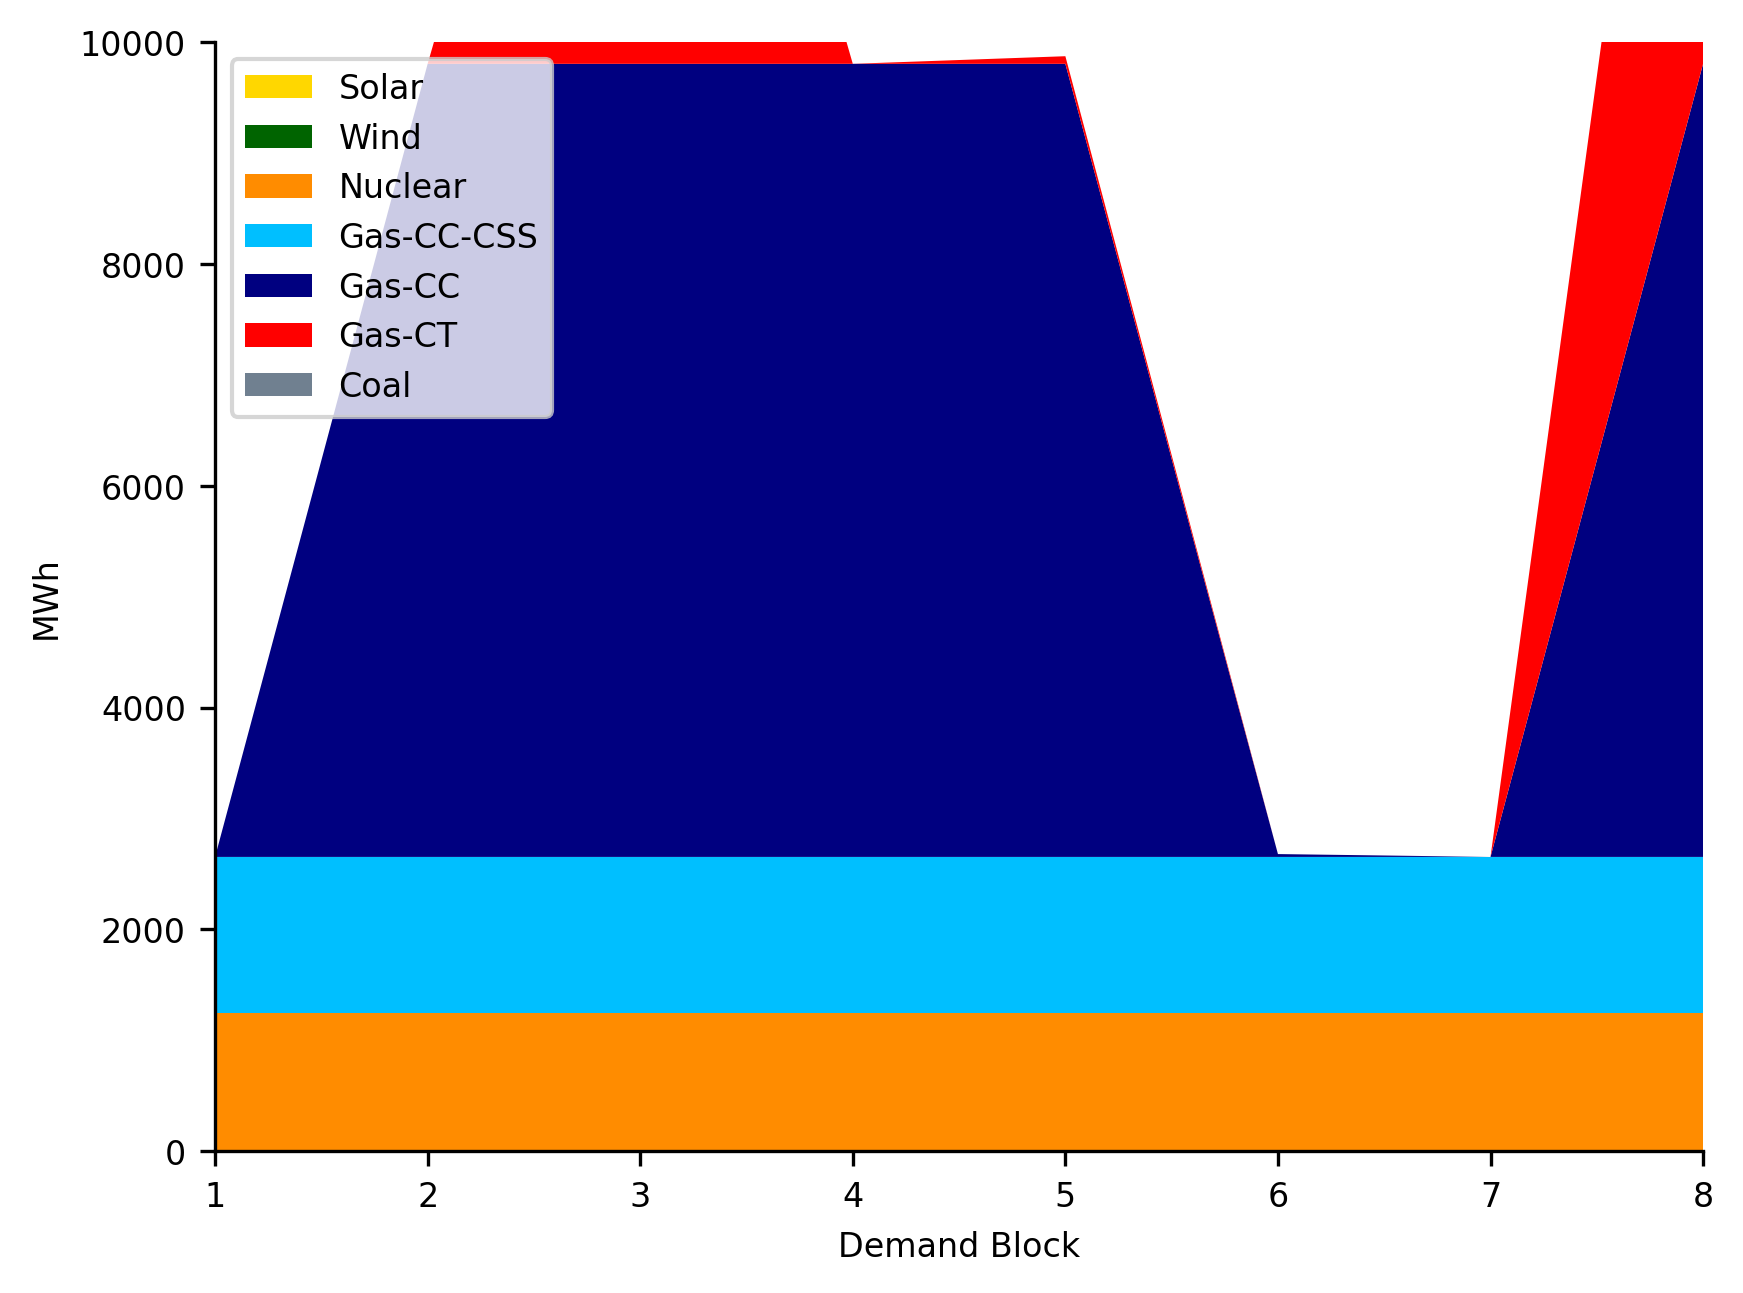 10000
8000
6000
4000
2000
0
MWh
Solar
Wind
Nuclear
Gas-CC-CSS
Gas-CC
Gas-CT
Coal
1 2 3 4 5 6 7 8
Demand Block